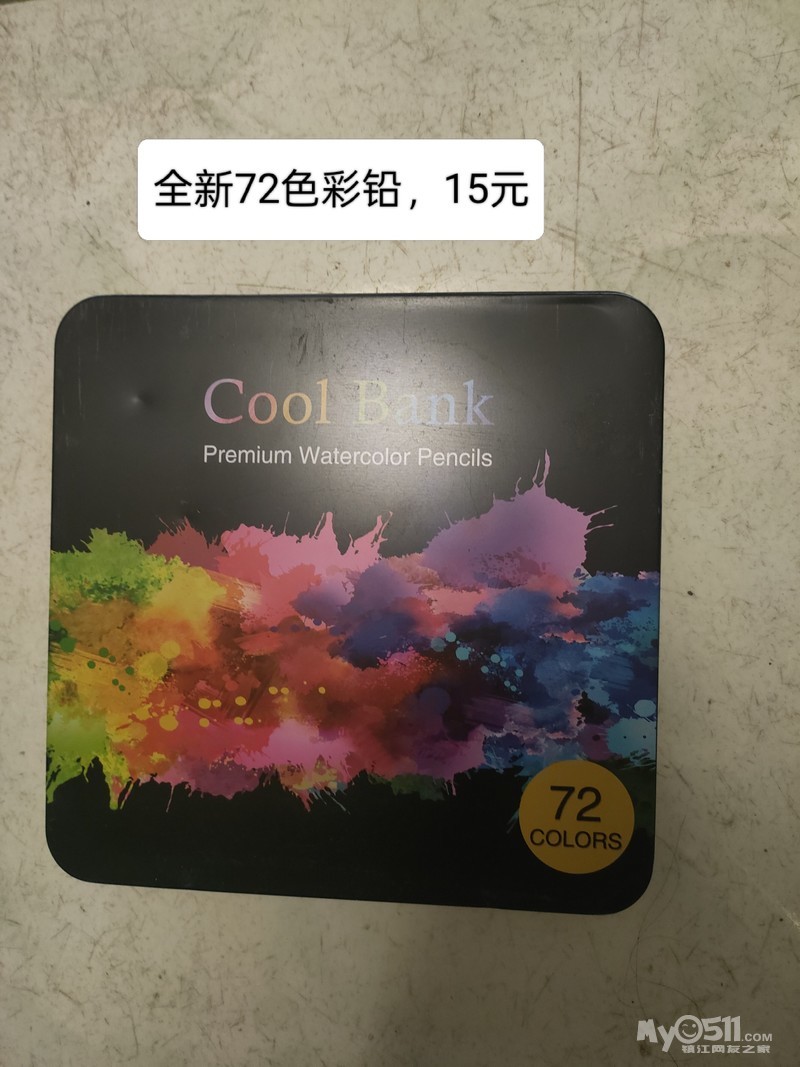 全新72色彩铅，15元
Cool Bank
Premium Watercolor Pencils
72
COLORS
My0511.COM
镇江网友之家